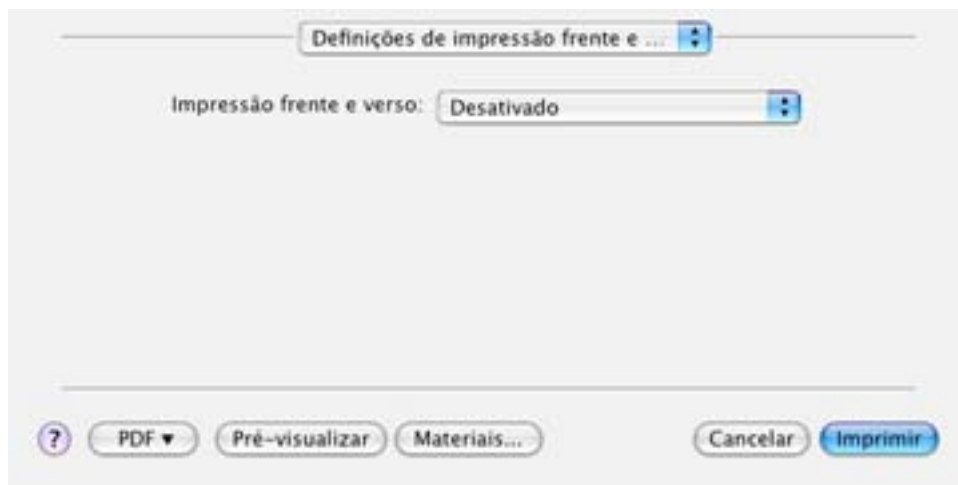 Definições de impressão frente e ...
Impressão frente e verso: Desativado
? PDF ▼ Pré-visualizar Materiais... Cancelar Imprimir